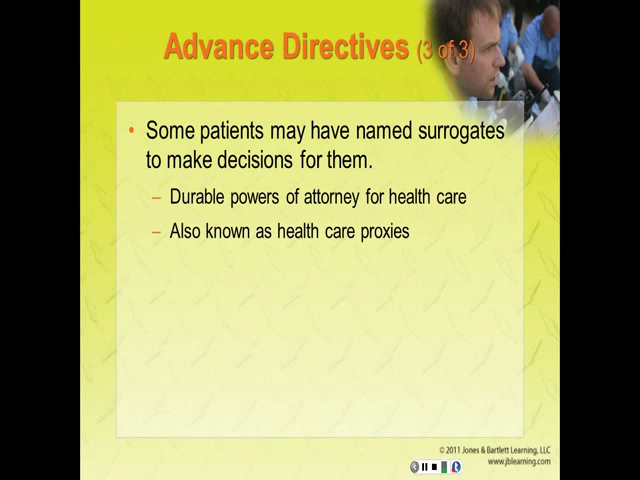 Advance Directives (3 of 3)
• Some patients may have named surrogates
to make decisions for them.
– Durable powers of attorney for health care
– Also known as health care proxies
© 2011 Jones & Bartlett Learning, LLC
www.jblearning.com